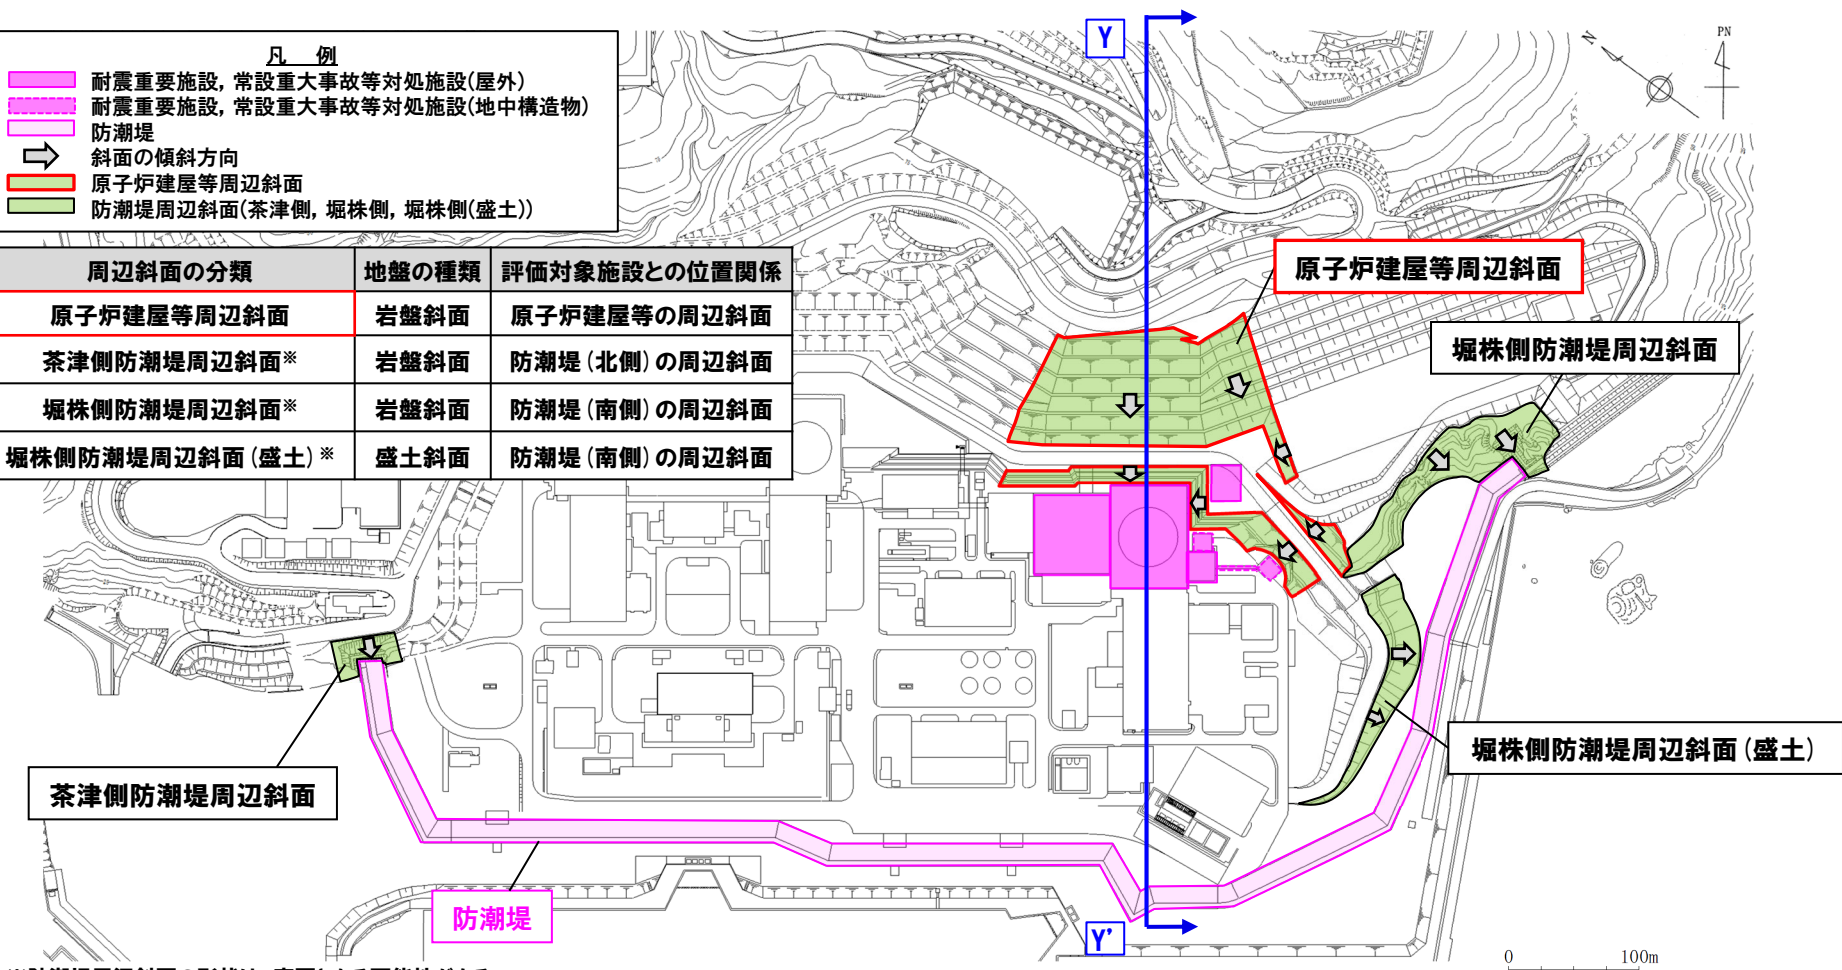 凡 例
耐震重要施設, 常設重大事故等対処施設(屋外)
耐震重要施設, 常設重大事故等対処施設(地中構造物)
防潮堤
斜面の傾斜方向
原子炉建屋等周辺斜面
防潮堤周辺斜面(茶津側, 堀株側, 堀株側(盛土))
周辺斜面の分類 地盤の種類 評価対象施設との位置関係
原子炉建屋等周辺斜面 岩盤斜面 原子炉建屋等の周辺斜面
茶津側防潮堤周辺斜面※ 岩盤斜面 防潮堤(北側)の周辺斜面
堀株側防潮堤周辺斜面※ 岩盤斜面 防潮堤(南側)の周辺斜面
堀株側防潮堤周辺斜面(盛土)※ 盛土斜面 防潮堤(南側)の周辺斜面
Y
N
PN
原子炉建屋等周辺斜面
堀株側防潮堤周辺斜面
堀株側防潮堤周辺斜面(盛土)
茶津側防潮堤周辺斜面
防潮堤
Y'
0 100m